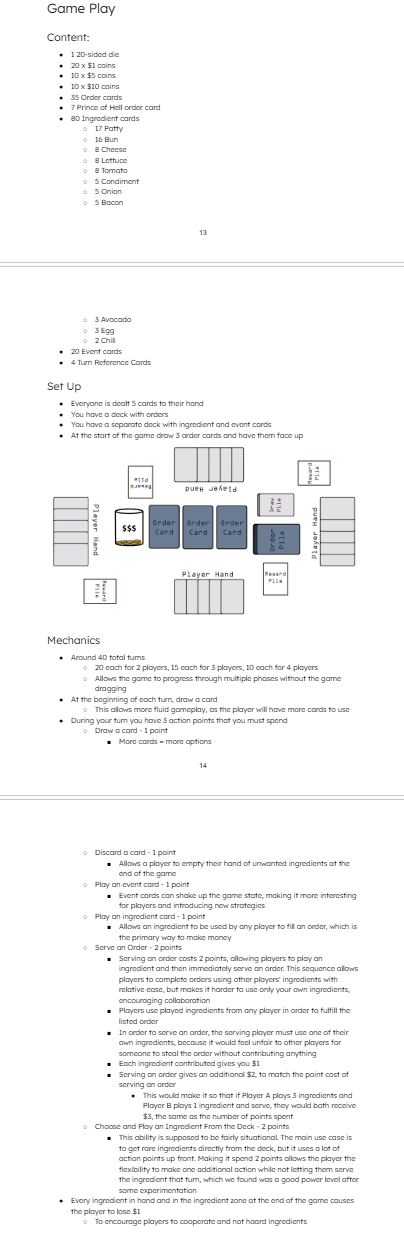 Game Play
Content:
● 1 20-sided die
● 20 x $1 coins
● 10 x $5 coins
● 10 x $10 coins
● 35 Order cards
● 7 Prince of Hell order card
● 80 Ingredient cards
○ 17 Patty
○ 16 Bun
○ 8 Cheese
○ 8 Lettuce
○ 8 Tomato
○ 5 Condiment
○ 5 Onion
○ 5 Bacon
13
○ 3 Avocado
○ 3 Egg
○ 2 Chili
● 20 Event cards
● 4 Turn Reference Cards
Set Up
● Everyone is dealt 5 cards to their hand
● You have a deck with orders
● You have a separate deck with ingredient and event cards
● At the start of the game draw 3 order cards and have them face up
Reward
Pile
Player Hand
Reward
Pile
Player Hand
$$$
Order
Card
Order
Card
Order
Card
Draw
Pile
Order
Pile
Player Hand
Reward
Pile
Player Hand
Reward
Pile
Mechanics
● Around 40 total turns
○ 20 each for 2 players, 15 each for 3 players, 10 each for 4 players
○ Allows the game to progress through multiple phases without the game
dragging
● At the beginning of each turn, draw a card
○ This allows more fluid gameplay, as the player will have more cards to use
● During your turn you have 3 action points that you must spend
○ Draw a card - 1 point
■ More cards = more options
14
○ Discard a card - 1 point
■ Allows a player to empty their hand of unwanted ingredients at the
end of the game
○ Play an event card - 1 point
■ Event cards can shake up the game state, making it more interesting
for players and introducing new strategies
○ Play an ingredient card - 1 point
■ Allows an ingredient to be used by any player to fill an order, which is
the primary way to make money
○ Serve an Order - 2 points
■ Serving an order costs 2 points, allowing players to play an
ingredient and then immediately serve an order. This sequence allows
players to complete orders using other players' ingredients with
relative ease, but makes it harder to use only your own ingredients,
encouraging collaboration
■ Players use played ingredients from any player in order to fulfill the
listed order
■ In order to serve an order, the serving player must use one of their
own ingredients, because it would feel unfair to other players for
someone to steal the order without contributing anything
■ Each ingredient contributed gives you $1
■ Serving an order gives an additional $2, to match the point cost of
serving an order
● This would make it so that if Player A plays 3 ingredients and
Player B plays 1 ingredient and serve, they would both receive
$3, the same as the number of points spent
○ Choose and Play an Ingredient From the Deck - 2 points
■ This ability is supposed to be fairly situational. The main use case is
to get rare ingredients directly from the deck, but it uses a lot of
action points up front. Making it spend 2 points allows the player the
flexibility to make one additional action while not letting them serve
the ingredient that turn, which we found was a good power level after
some experimentation
● Every ingredient in hand and in the ingredient zone at the end of the game causes
the player to lose $1
○ To encourage players to cooperate and not hoard ingredients